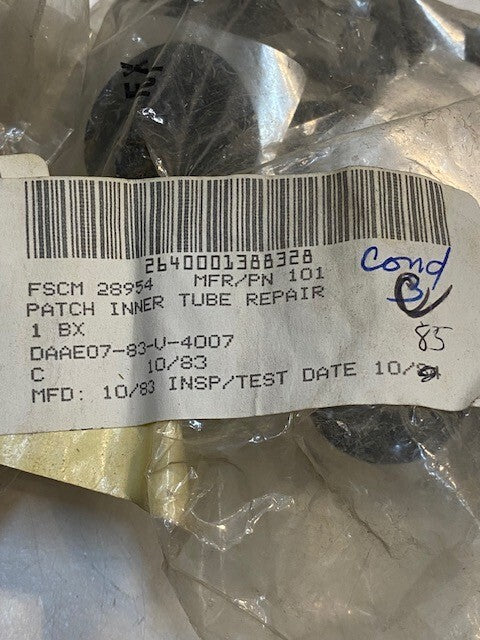 2640001388328
FSCM 28954 MFR/PN 101
PATCH INNER TUBE REPAIR
1 BX
DAAE07-83-V-4007
C 10/83
MFD: 10/83 INSP/TEST DATE 10/
Cond
85